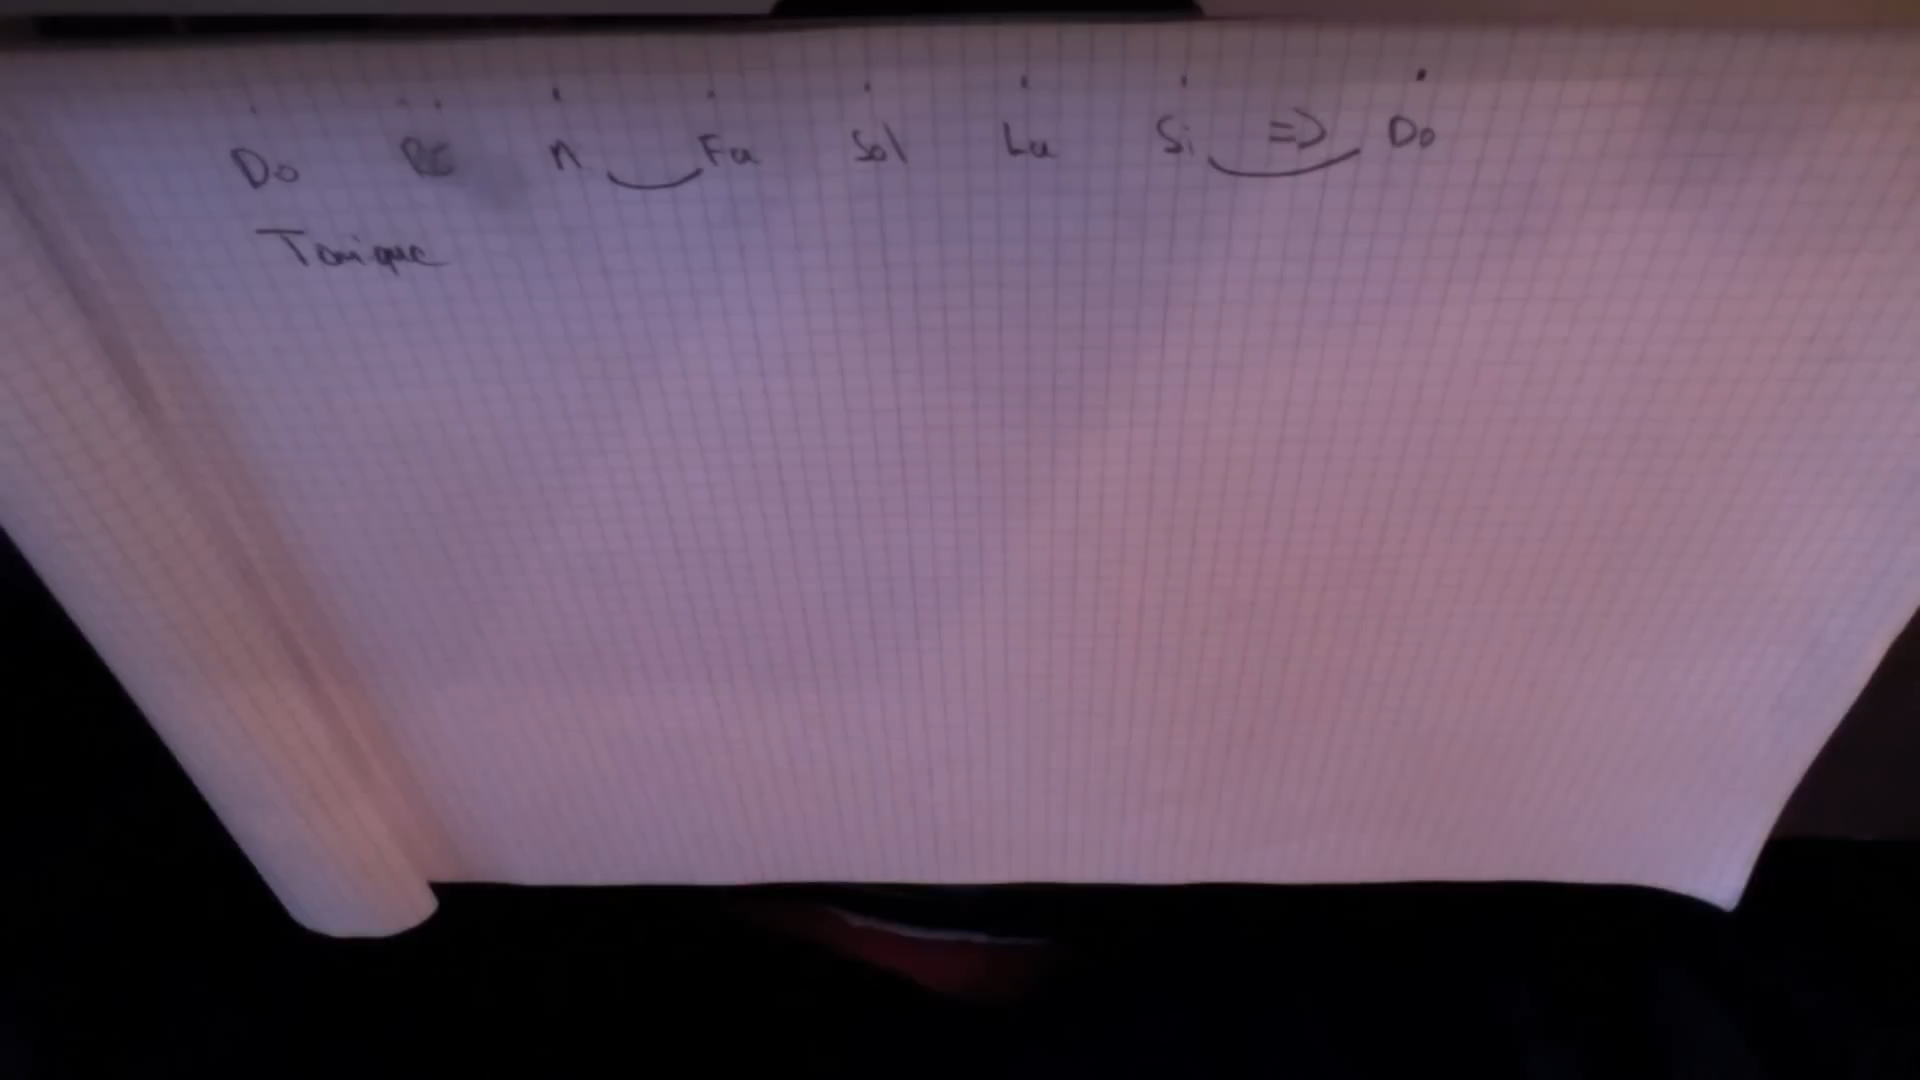 Do Ré Mi Fa Sol La Si => Do
Tonique